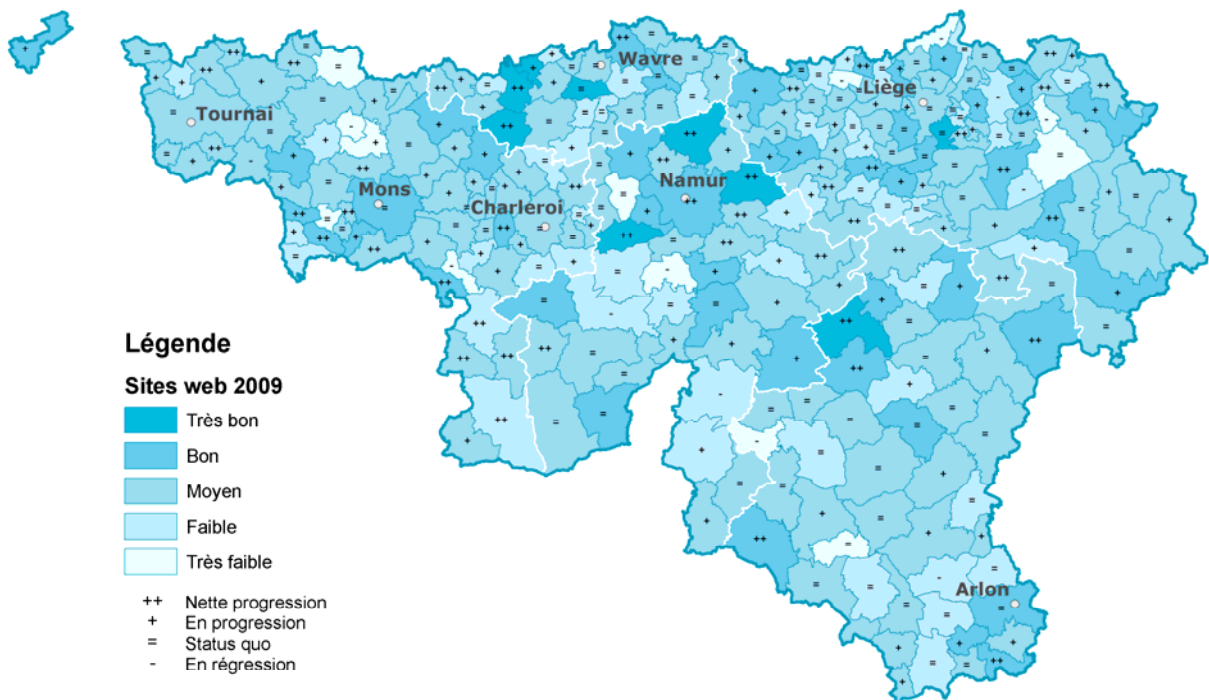 Wavre
Liège
Tournai
Namur
Mons
Charleroi
Arlon
Légende
Sites web 2009
Très bon
Bon
Moyen
Faible
Très faible
++ Nette progression
+ En progression
= Status quo
- En régression